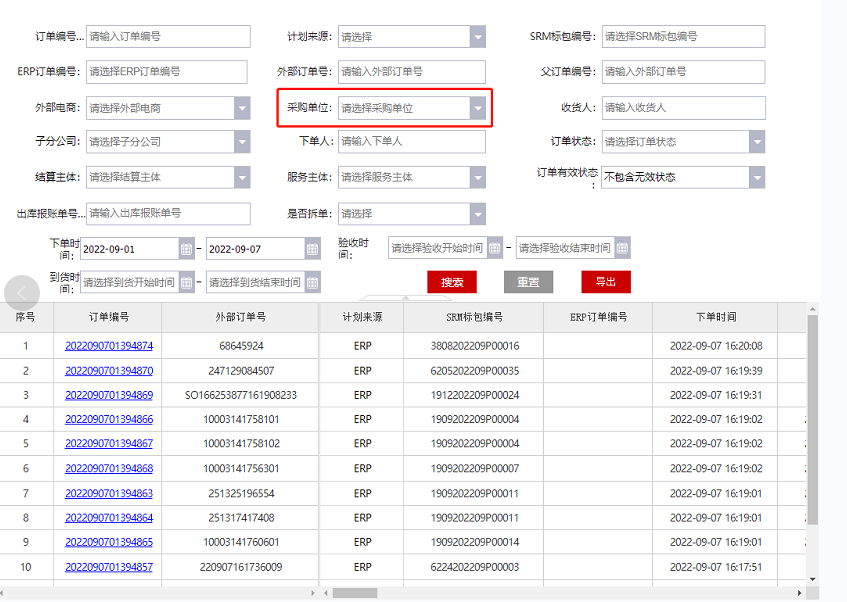 订单编号... 请输入订单编号 计划来源: 请选择 SRM标包编号: 请选择SRM标包编号
ERP订单编号: 请选择ERP订单编号 外部订单号: 请输入外部订单号 父订单编号: 请输入外部订单号
外部电商: 请选择外部电商 采购单位: 请选择采购单位 收货人: 请输入收货人
子分公司: 请选择子分公司 下单人: 请输入下单人 订单状态: 请选择订单状态
结算主体: 请选择结算主体 服务主体: 请选择服务主体 订单有效状态: 不包含无效状态
出库报账单号... 请输入出库报账单号 是否拆单: 请选择
下单时间: 2022-09-01 - 2022-09-07 验收时间: 请选择验收开始时间 - 请选择验收结束时间
到货时间: 请选择到货开始时间 - 请选择到货结束时间 搜索 重置 导出
序号 订单编号 外部订单号 计划来源 SRM标包编号 ERP订单编号 下单时间
1 2022090701394874 68645924 ERP 3808202209P00016 2022-09-07 16:20:08
2 2022090701394870 247129084507 ERP 6205202209P00035 2022-09-07 16:19:39
3 2022090701394869 SO166253877161908233 ERP 1912202209P00024 2022-09-07 16:19:31
4 2022090701394866 10003141758101 ERP 1909202209P00004 2022-09-07 16:19:02
5 2022090701394867 10003141758102 ERP 1909202209P00004 2022-09-07 16:19:02
6 2022090701394868 10003141756301 ERP 1909202209P00007 2022-09-07 16:19:02
7 2022090701394863 251325196554 ERP 1909202209P00011 2022-09-07 16:19:01
8 2022090701394864 251317417408 ERP 1909202209P00011 2022-09-07 16:19:01
9 2022090701394865 10003141760601 ERP 1909202209P00014 2022-09-07 16:19:01
10 2022090701394857 220907161736009 ERP 6224202209P00003 2022-09-07 16:17:51